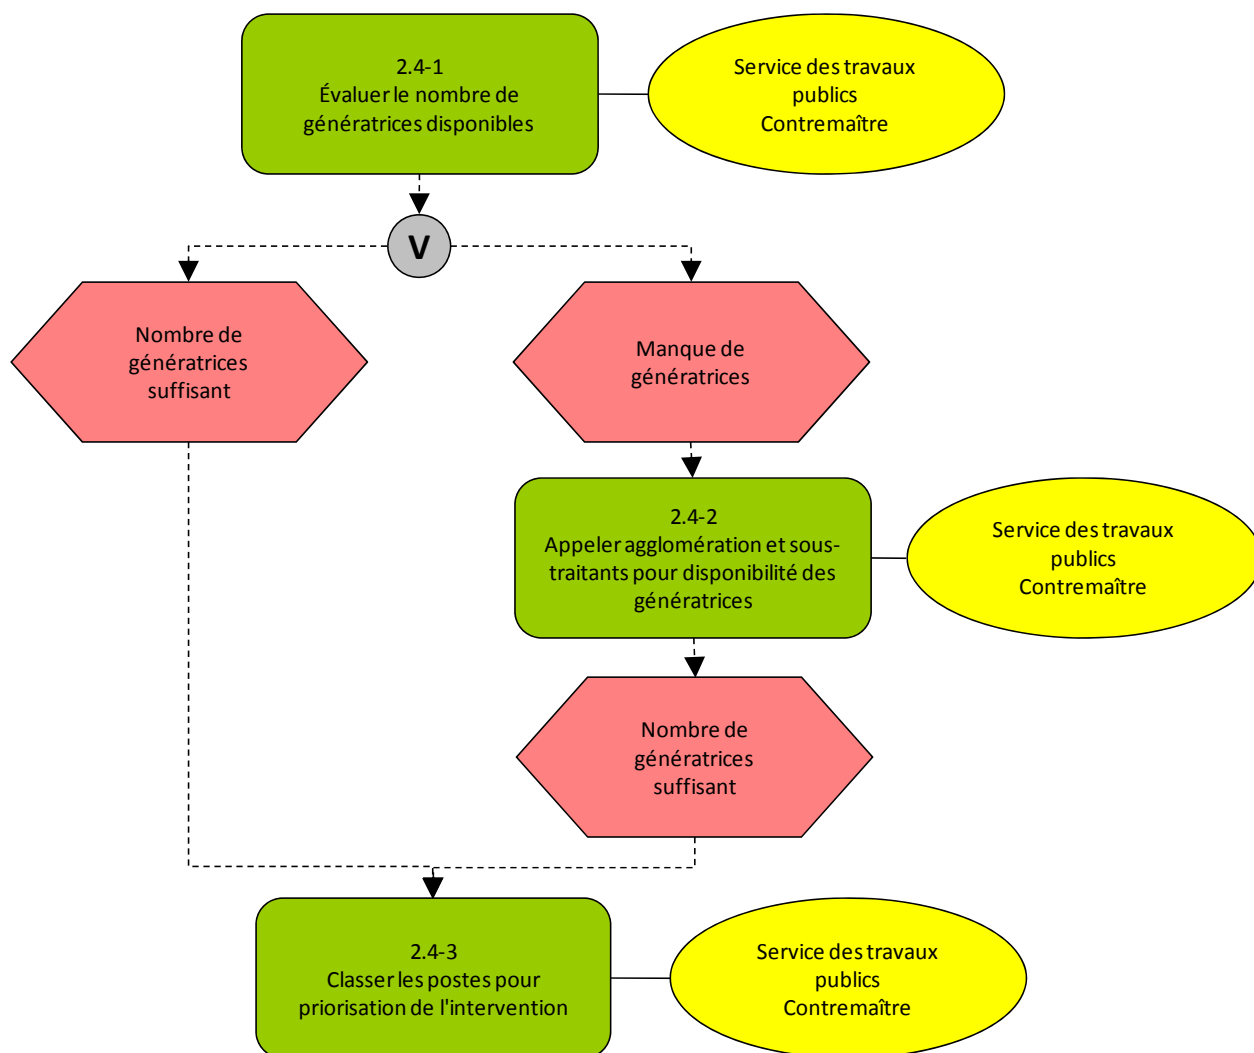 2.4-1
Évaluer le nombre de
génératrices disponibles
Service des travaux
publics
Contremaître
V
Nombre de
génératrices
suffisant
Manque de
génératrices
2.4-2
Appeler agglomération et sous-
traitants pour disponibilité des
génératrices
Service des travaux
publics
Contremaître
Nombre de
génératrices
suffisant
2.4-3
Classer les postes pour
priorisation de l'intervention
Service des travaux
publics
Contremaître